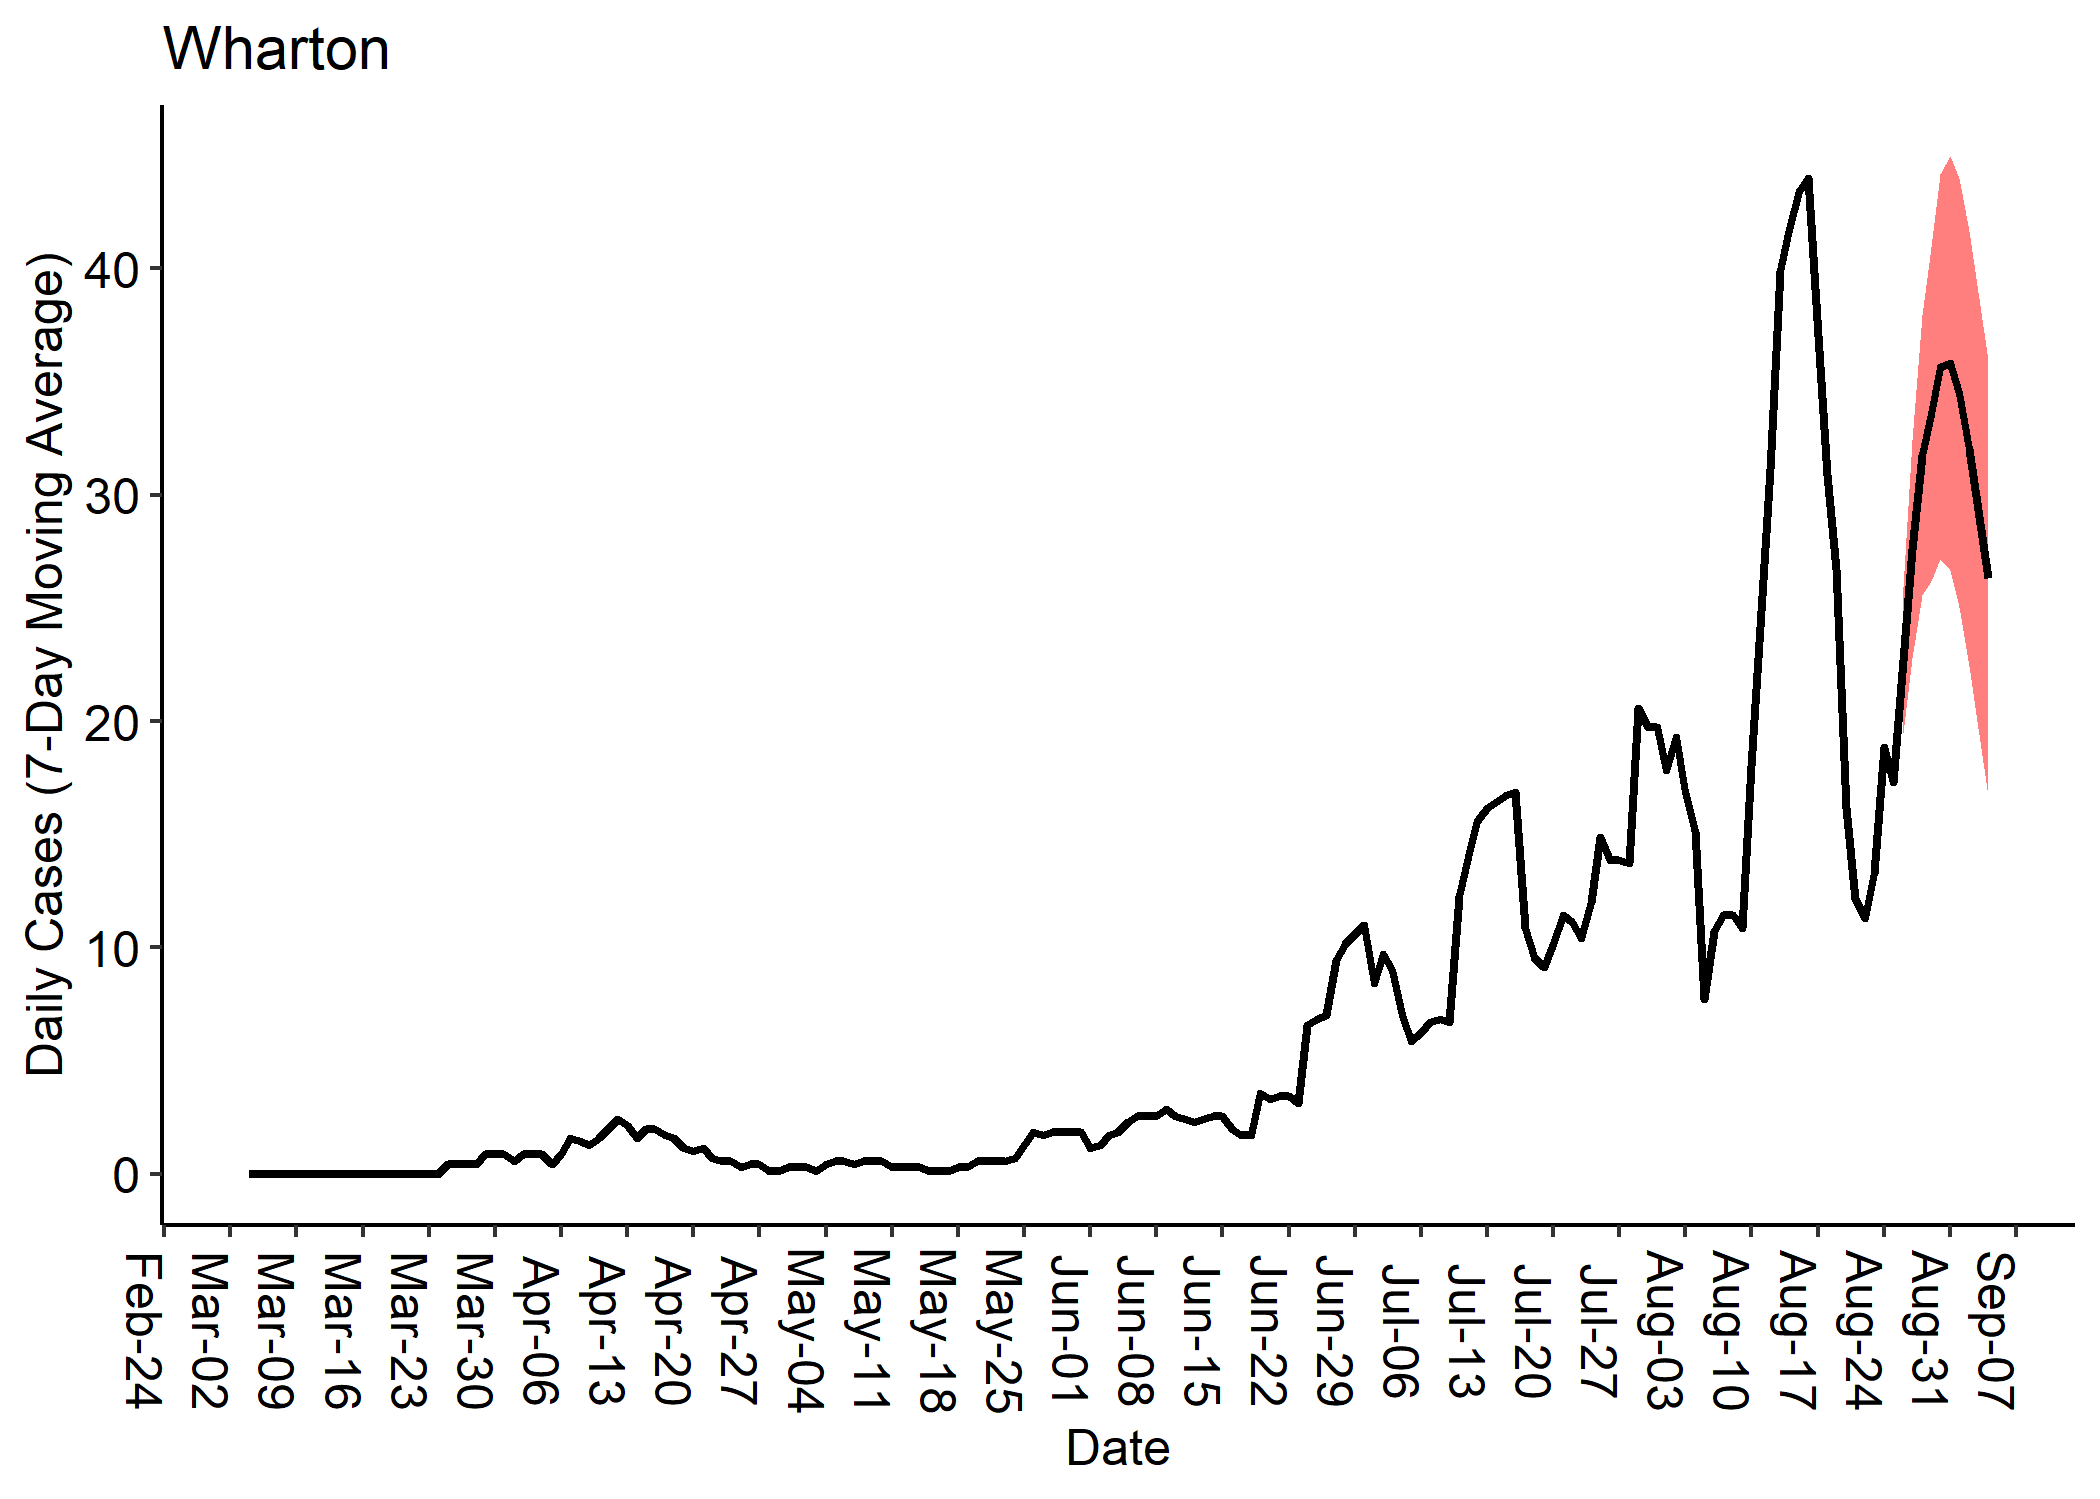 Wharton
Daily Cases (7-Day Moving Average)
40
30
20
10
0
Feb-24
Mar-02
Mar-09
Mar-16
Mar-23
Mar-30
Apr-06
Apr-13
Apr-20
Apr-27
May-04
May-11
May-18
May-25
Jun-01
Jun-08
Jun-15
Jun-22
Jun-29
Jul-06
Jul-13
Jul-20
Jul-27
Aug-03
Aug-10
Aug-17
Aug-24
Aug-31
Sep-07
Date